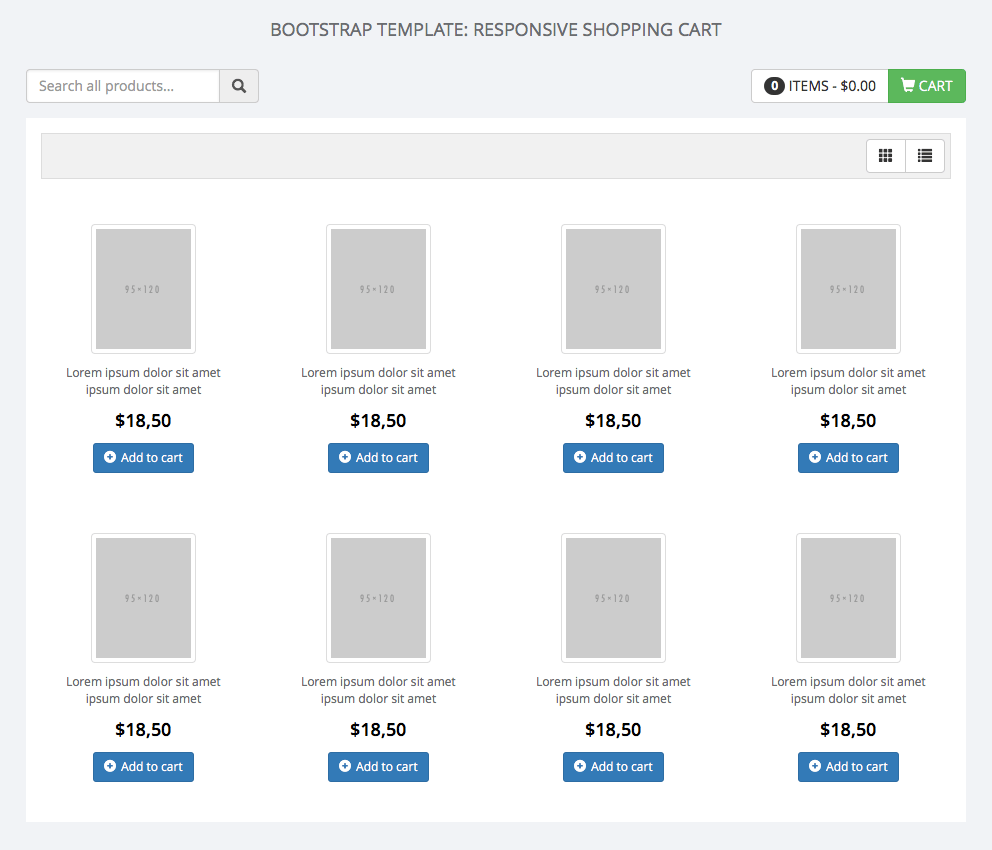 BOOTSTRAP TEMPLATE: RESPONSIVE SHOPPING CART
Search all products...
0 ITEMS - $0.00 CART
95×120 95×120 95×120 95×120
Lorem ipsum dolor sit amet Lorem ipsum dolor sit amet Lorem ipsum dolor sit amet Lorem ipsum dolor sit amet
ipsum dolor sit amet ipsum dolor sit amet ipsum dolor sit amet ipsum dolor sit amet
$18,50 $18,50 $18,50 $18,50
Add to cart Add to cart Add to cart Add to cart
95×120 95×120 95×120 95×120
Lorem ipsum dolor sit amet Lorem ipsum dolor sit amet Lorem ipsum dolor sit amet Lorem ipsum dolor sit amet
ipsum dolor sit amet ipsum dolor sit amet ipsum dolor sit amet ipsum dolor sit amet
$18,50 $18,50 $18,50 $18,50
Add to cart Add to cart Add to cart Add to cart